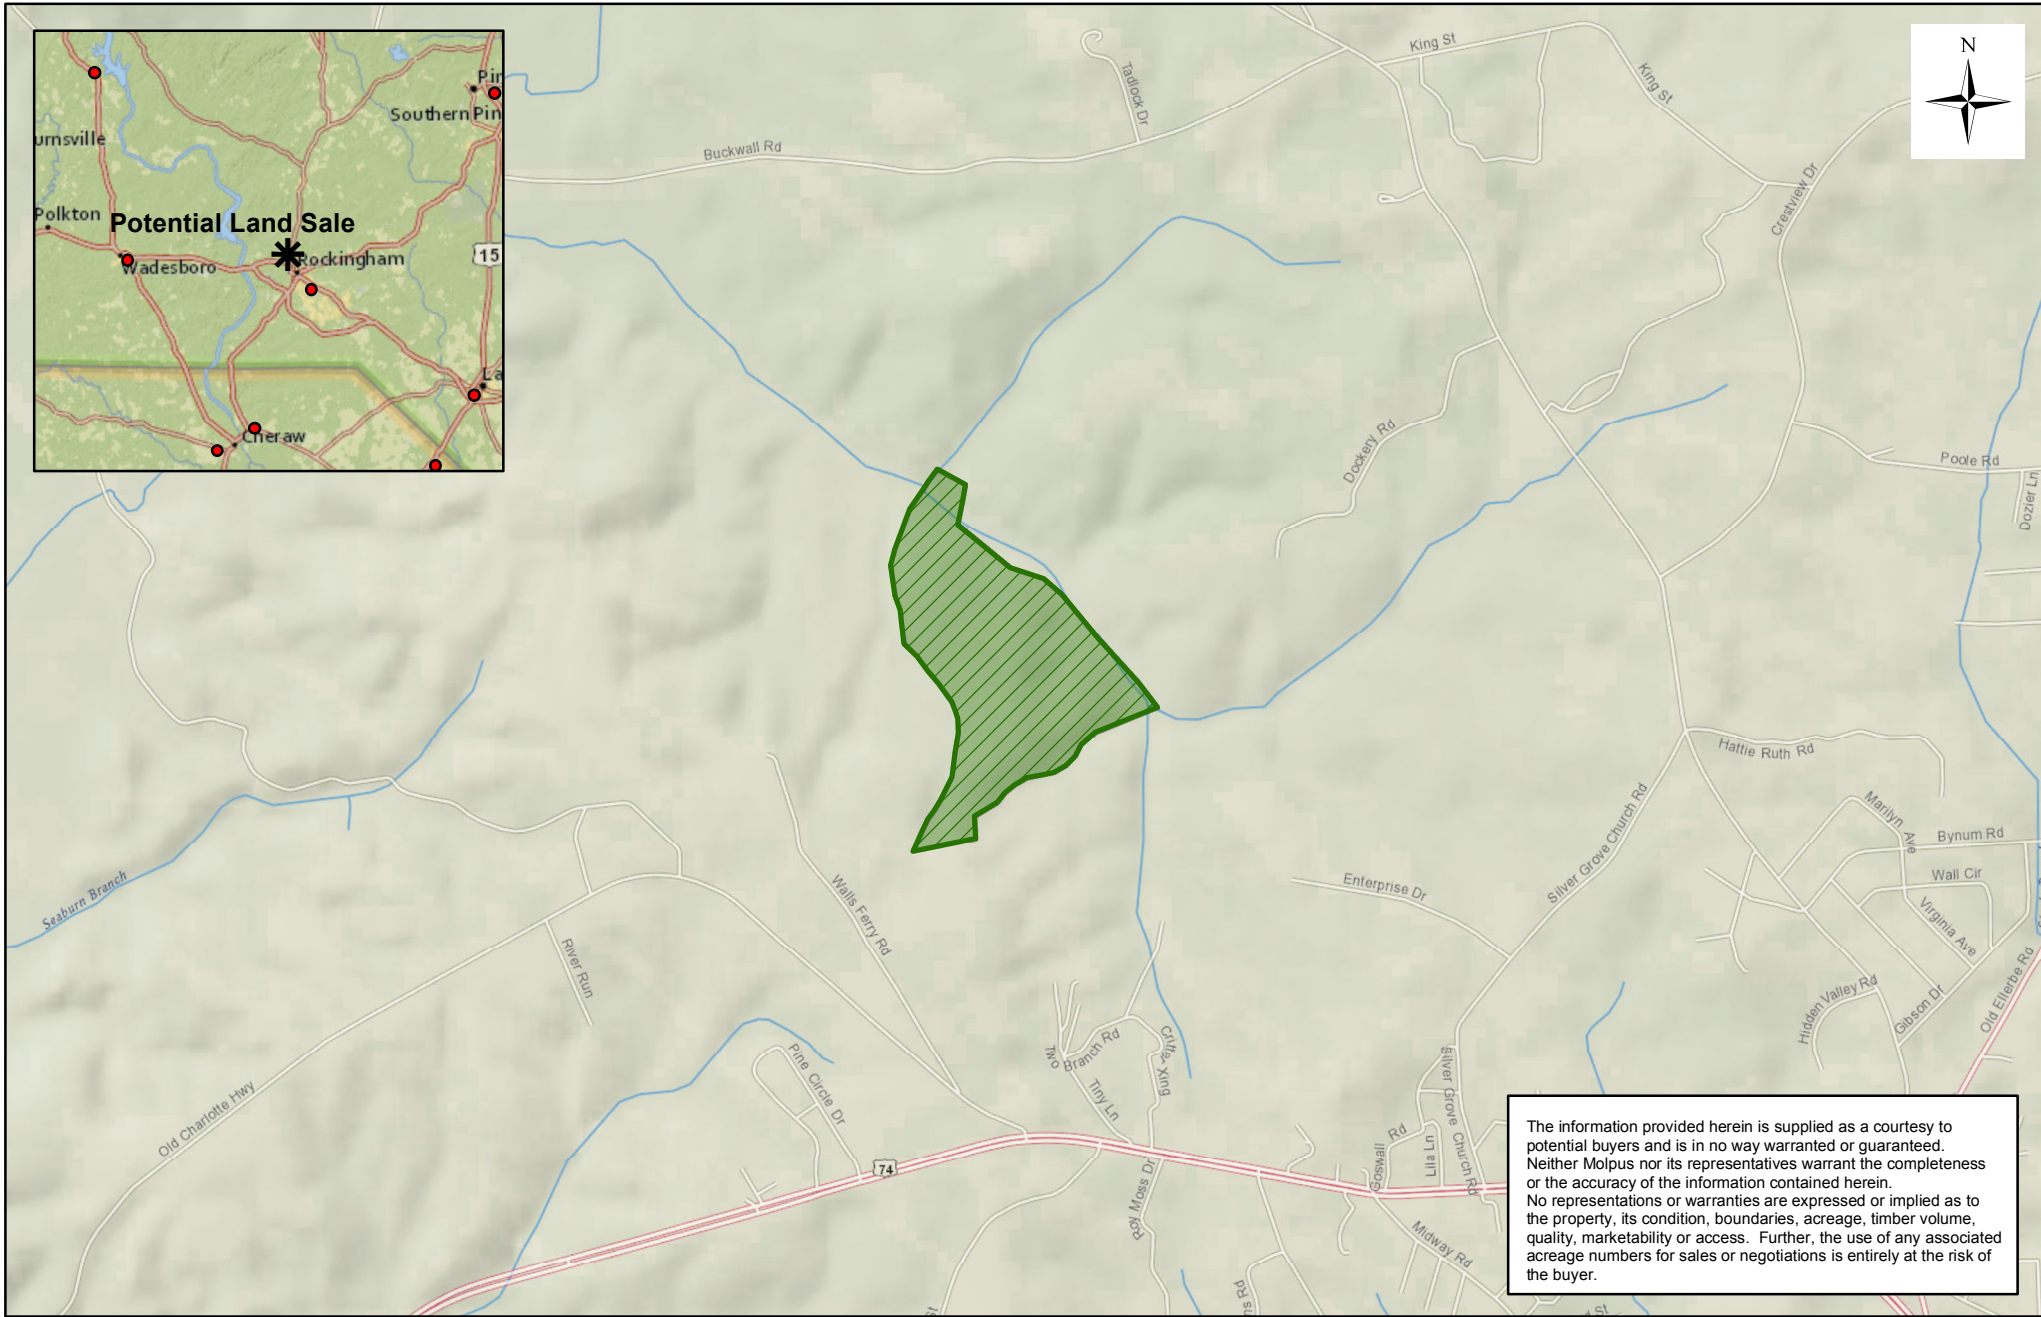 N
Pin
Southern Pin
urnsville
Polkton
Potential Land Sale
15
Wadesboro
Rockingham
La
Cheraw
King St
King St
Tadlock Dr
Buckwall Rd
Crestview Dr
Dockery Rd
Poole Rd
Dozier Ln
Hattie Ruth Rd
Marilyn Ave
Bynum Rd
Wall Cir
Virginia Ave
Silver Grove Church Rd
Enterprise Dr
Walls Ferry Rd
Seaburn Branch
River Run
Hidden Valley Rd
Gibson Dr
Old Ellerbe Rd
Two Branch Rd
Xing
Tiny Ln
Pine Circle Dr
Old Charlotte Hwy
Silver Grove Church Rd
Goswall Rd
Lila Ln
74
Roy Moss Dr
Midway Rd
The information provided herein is supplied as a courtesy to
potential buyers and is in no way warranted or guaranteed.
Neither Molpus nor its representatives warrant the completeness
or the accuracy of the information contained herein.
No representations or warranties are expressed or implied as to
the property, its condition, boundaries, acreage, timber volume,
quality, marketability or access. Further, the use of any associated
acreage numbers for sales or negotiations is entirely at the risk of
the buyer.